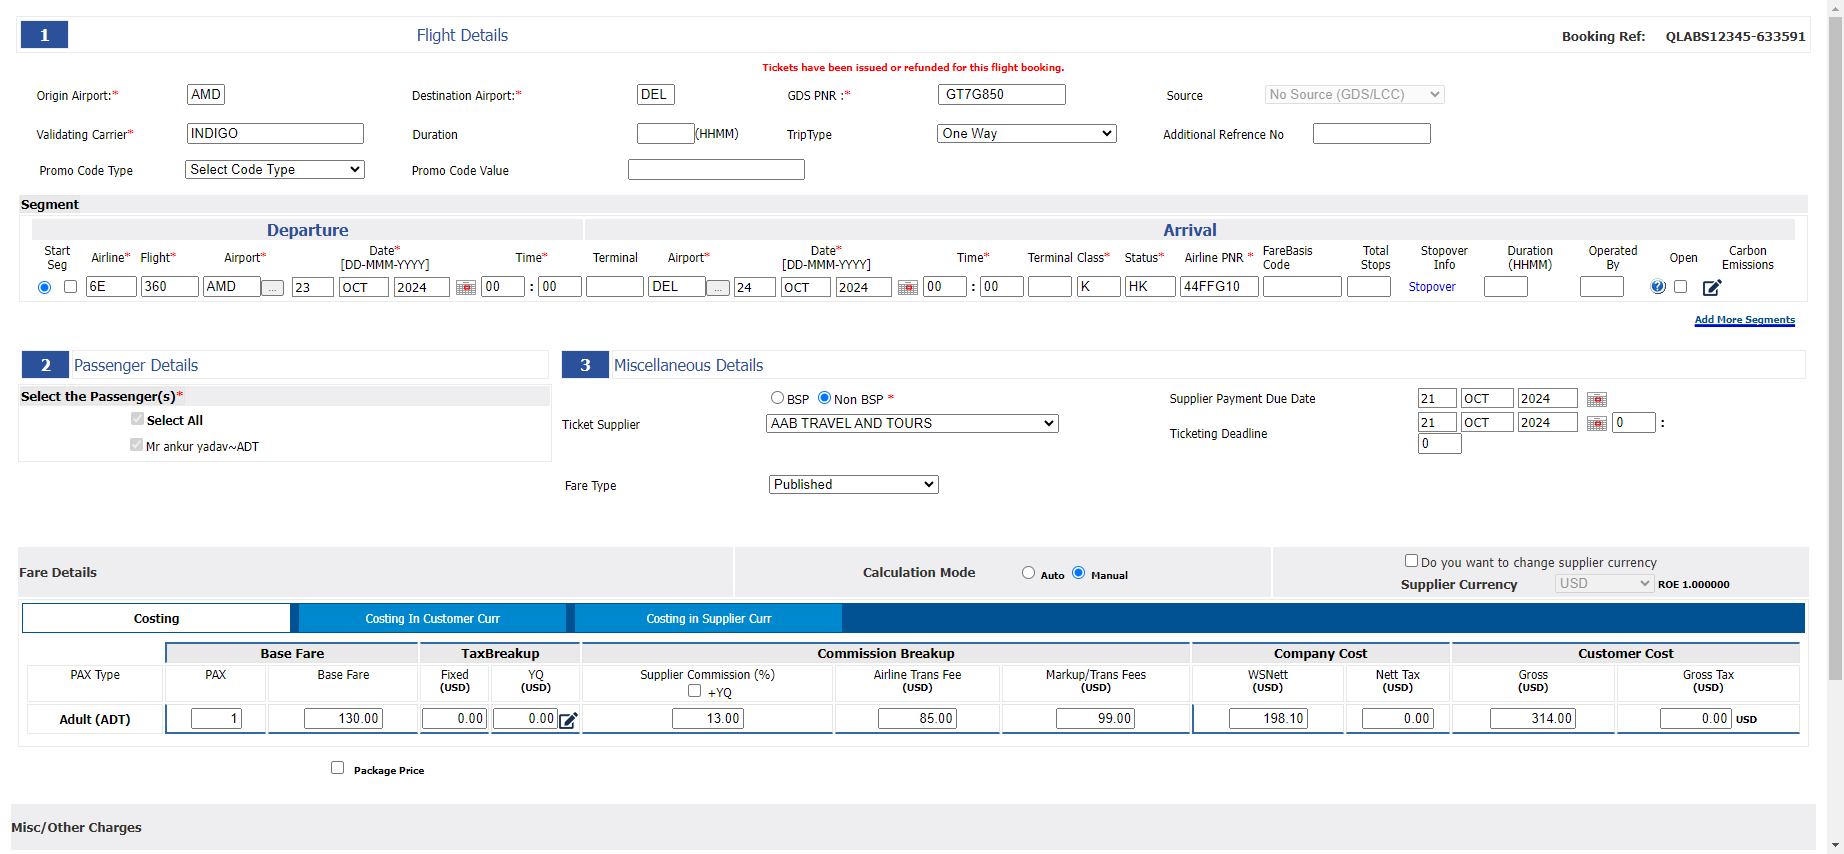 1 Flight Details Booking Ref: QLABS12345-633591
Tickets have been issued or refunded for this flight booking.
Origin Airport:* AMD Destination Airport:* DEL GDS PNR :* GT7G850 Source No Source (GDS/LCC)
Validating Carrier* INDIGO Duration (HHMM) TripType One Way Additional Refrence No
Promo Code Type Select Code Type Promo Code Value
Segment
Departure Arrival
Start Seg Airline* Flight* Airport* Date* [DD-MMM-YYYY] Time* Terminal Airport* Date* [DD-MMM-YYYY] Time* Terminal Class* Status* Airline PNR * FareBasis Code Total Stops Stopover Info Duration (HHMM) Operated By Open Carbon Emissions
6E 360 AMD ... 23 OCT 2024 00 : 00 DEL ... 24 OCT 2024 00 : 00 K HK 44FFG10 Stopover ?
Add More Segments
2 Passenger Details 3 Miscellaneous Details
Select the Passenger(s)*
Select All
Mr ankur yadav~ADT
BSP Non BSP * Supplier Payment Due Date 21 OCT 2024
Ticket Supplier AAB TRAVEL AND TOURS Ticketing Deadline 21 OCT 2024 0 :
0
Fare Type Published
Fare Details Calculation Mode Auto Manual Do you want to change supplier currency
Supplier Currency USD ROE 1.000000
Costing Costing In Customer Curr Costing in Supplier Curr
Base Fare TaxBreakup Commission Breakup Company Cost Customer Cost
PAX Type PAX Base Fare Fixed (USD) YQ (USD) Supplier Commission (%) +YQ Airline Trans Fee (USD) Markup/Trans Fees (USD) WSNett (USD) Nett Tax (USD) Gross (USD) Gross Tax (USD)
Adult (ADT) 1 130.00 0.00 0.00 13.00 85.00 99.00 198.10 0.00 314.00 0.00 USD
Package Price
Misc/Other Charges